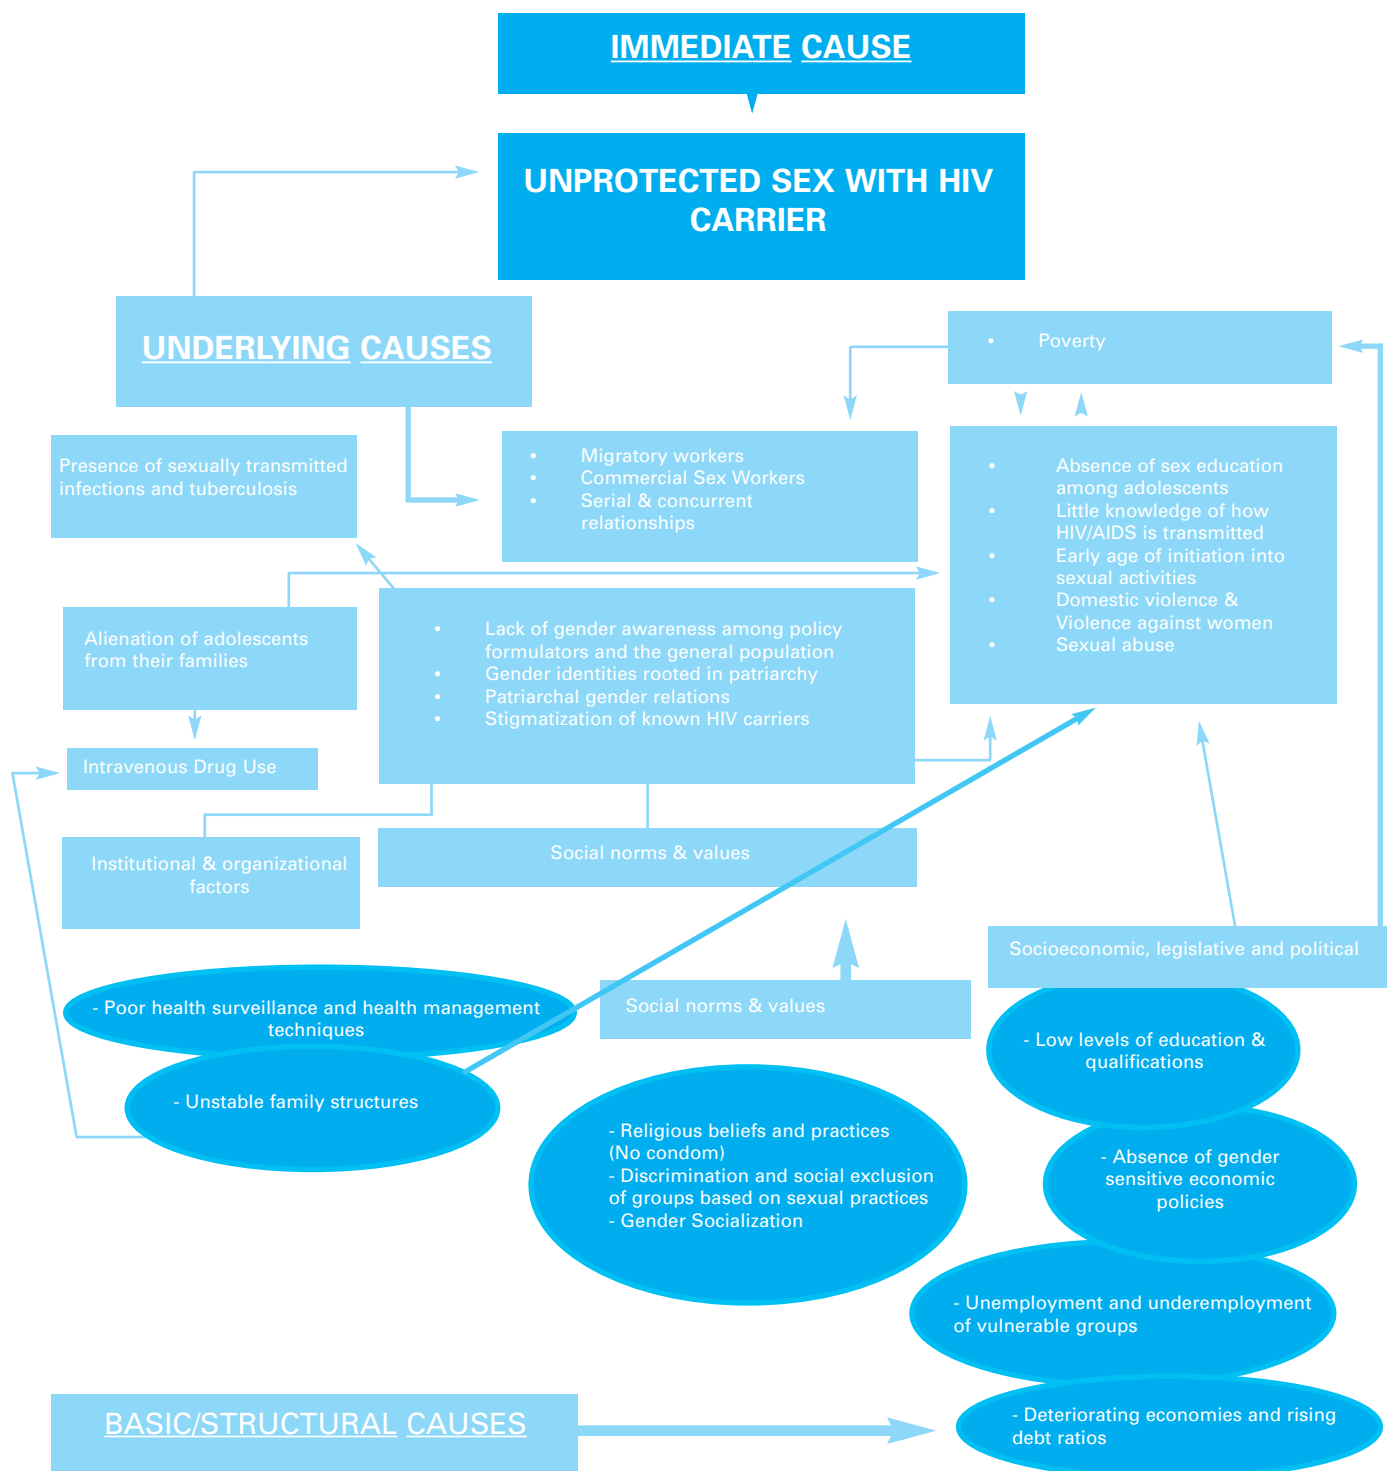 IMMEDIATE CAUSE
UNPROTECTED SEX WITH HIV
CARRIER
UNDERLYING CAUSES
• Poverty
Presence of sexually transmitted
infections and tuberculosis
• Migratory workers
• Commercial Sex Workers
• Serial & concurrent
relationships
• Absence of sex education
among adolescents
• Little knowledge of how
HIV/AIDS is transmitted
• Early age of initiation into
sexual activities
• Domestic violence &
Violence against women
• Sexual abuse
Alienation of adolescents
from their families
• Lack of gender awareness among policy
formulators and the general population
• Gender identities rooted in patriarchy
• Patriarchal gender relations
• Stigmatization of known HIV carriers
Intravenous Drug Use
Institutional & organizational
factors
Social norms & values
Socioeconomic, legislative and political
- Poor health surveillance and health management
techniques
Social norms & values
- Low levels of education &
qualifications
- Unstable family structures
- Religious beliefs and practices
(No condom)
- Discrimination and social exclusion
of groups based on sexual practices
- Gender Socialization
- Absence of gender
sensitive economic
policies
- Unemployment and underemployment
of vulnerable groups
BASIC/STRUCTURAL CAUSES
- Deteriorating economies and rising
debt ratios